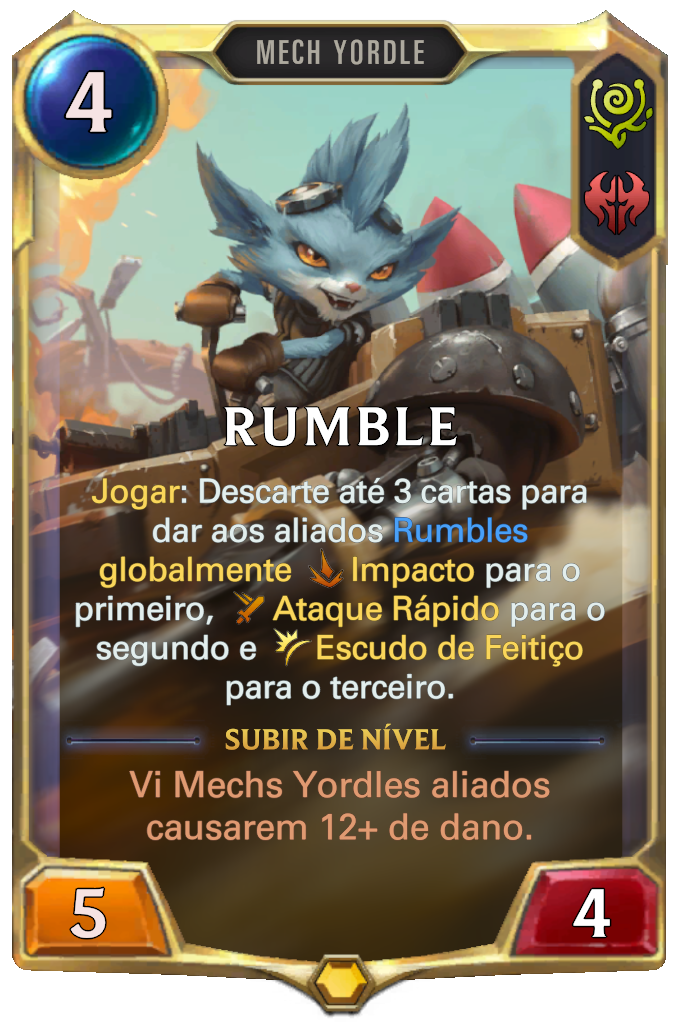 MECH YORDLE
4
RUMBLE
Jogar: Descarte até 3 cartas para
dar aos aliados Rumbles
globalmente Impacto para o
primeiro, Ataque Rápido para o
segundo e Escudo de Feitiço
para o terceiro.
SUBIR DE NÍVEL
Vi Mechs Yordles aliados
causarem 12+ de dano.
5
4